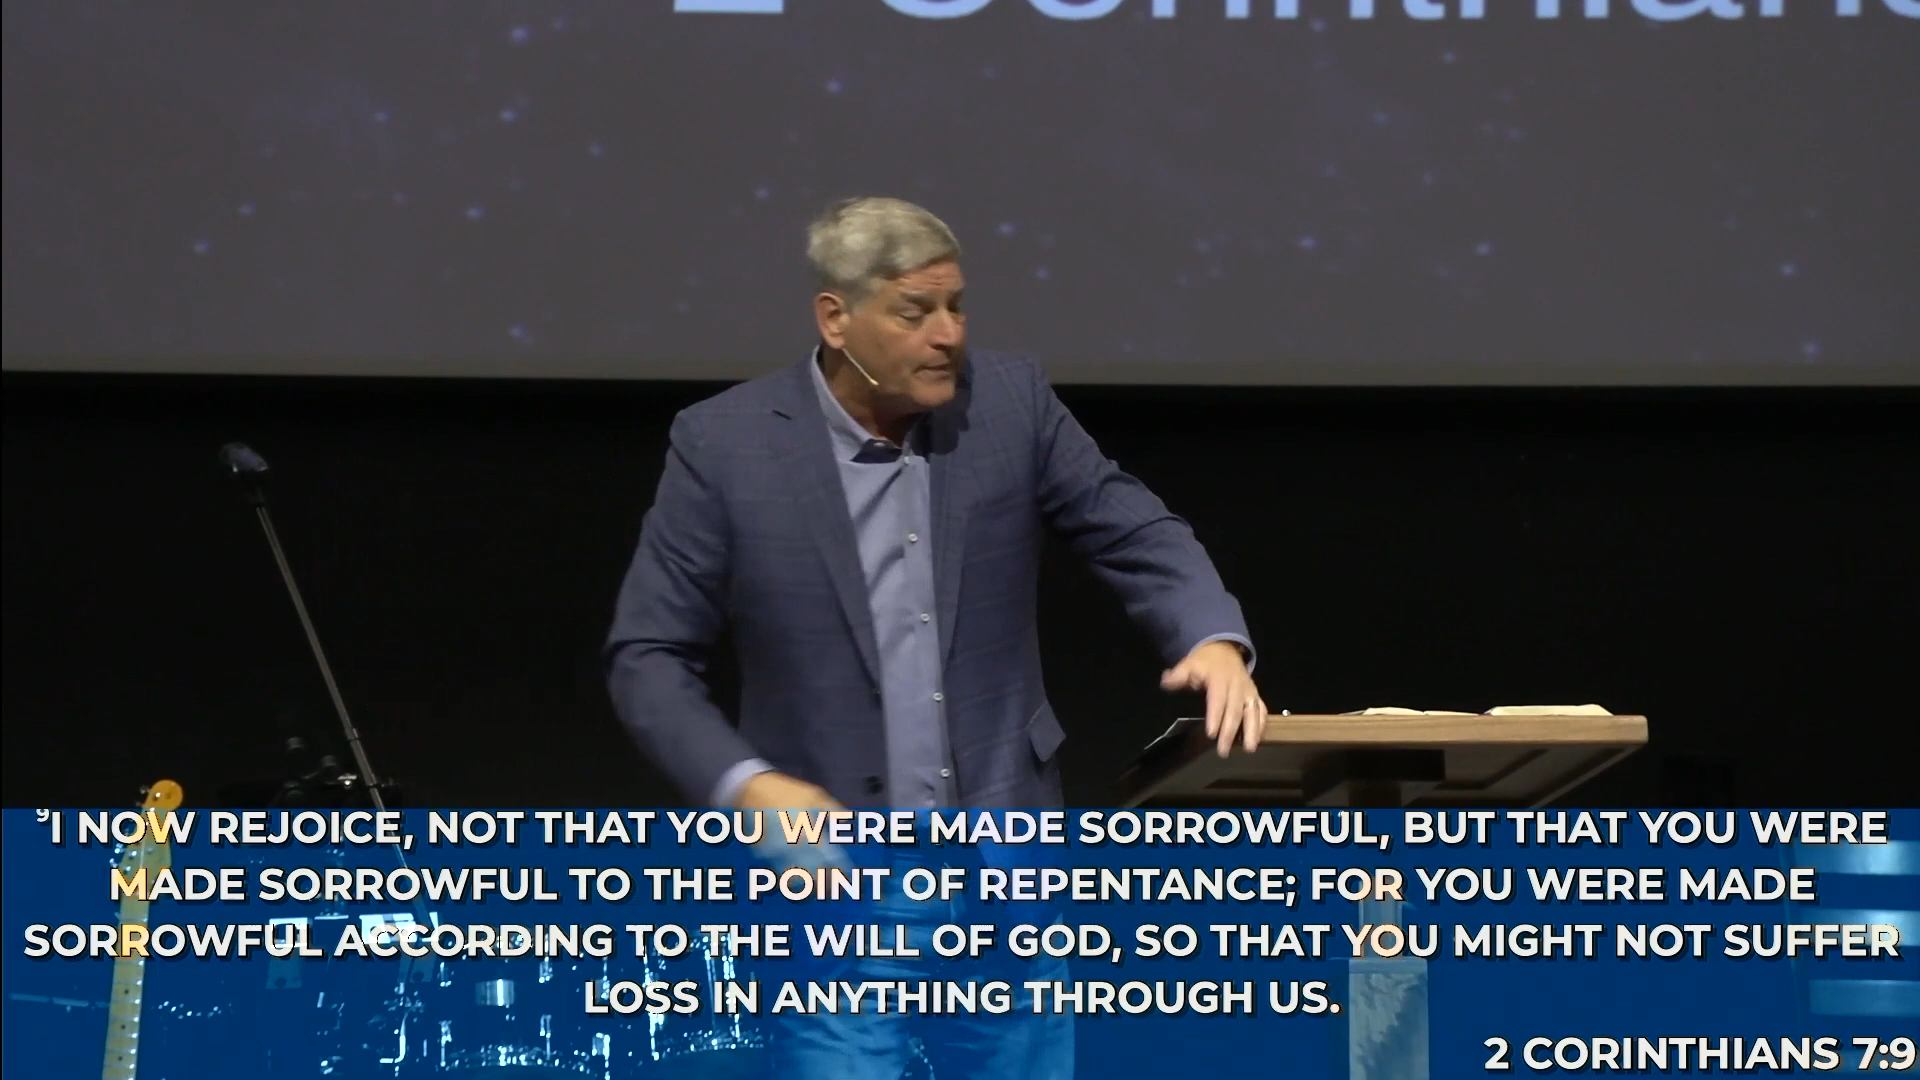 2 Corinthians
⁹I NOW REJOICE, NOT THAT YOU WERE MADE SORROWFUL, BUT THAT YOU WERE
MADE SORROWFUL TO THE POINT OF REPENTANCE; FOR YOU WERE MADE
SORROWFUL ACCORDING TO THE WILL OF GOD, SO THAT YOU MIGHT NOT SUFFER
LOSS IN ANYTHING THROUGH US.
2 CORINTHIANS 7:9